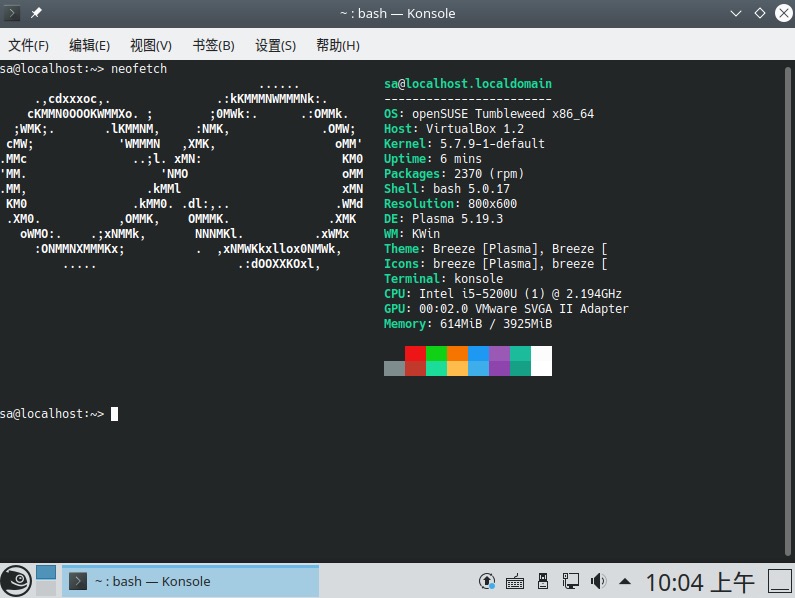 ~ : bash — Konsole
文件(F) 编辑(E) 视图(V) 书签(B) 设置(S) 帮助(H)
sa@localhost:~> neofetch
sa@localhost.localdomain
------------------------
OS: openSUSE Tumbleweed x86_64
Host: VirtualBox 1.2
Kernel: 5.7.9-1-default
Uptime: 6 mins
Packages: 2370 (rpm)
Shell: bash 5.0.17
Resolution: 800x600
DE: Plasma 5.19.3
WM: KWin
Theme: Breeze [Plasma], Breeze [
Icons: breeze [Plasma], breeze [
Terminal: konsole
CPU: Intel i5-5200U (1) @ 2.194GHz
GPU: 00:02.0 VMware SVGA II Adapter
Memory: 614MiB / 3925MiB
sa@localhost:~>
~ : bash — Konsole
10:04 上午